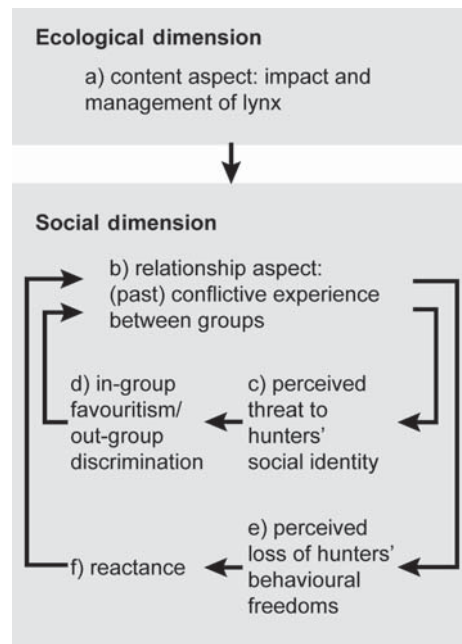 Ecological dimension
a) content aspect: impact and
management of lynx
Social dimension
b) relationship aspect:
(past) conflictive experience
between groups
d) in-group
favouritism/
out-group
discrimination
c) perceived
threat to
hunters’
social identity
f) reactance
e) perceived
loss of hunters’
behavioural
freedoms